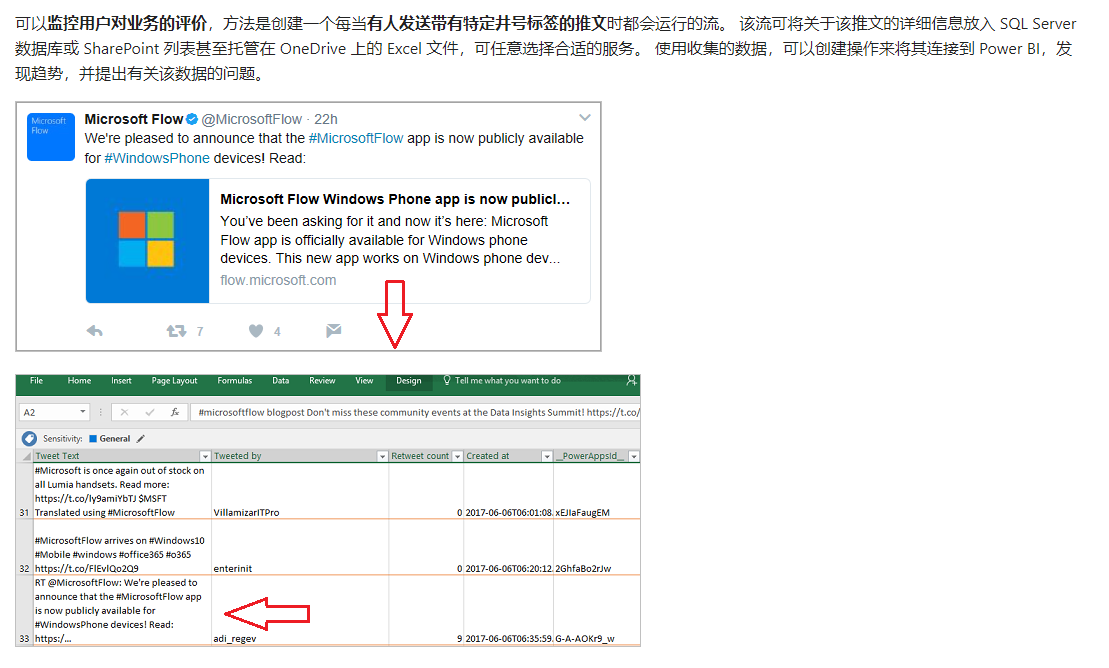 可以监控用户对业务的评价，方法是创建一个每当有人发送带有特定井号标签的推文时都会运行的流。 该流可将关于该推文的详细信息放入 SQL Server
数据库或 SharePoint 列表甚至托管在 OneDrive 上的 Excel 文件，可任意选择合适的服务。 使用收集的数据，可以创建操作来将其连接到 Power BI，发
现趋势，并提出有关该数据的问题。
Microsoft
Flow
Microsoft Flow @MicrosoftFlow · 22h
We're pleased to announce that the #MicrosoftFlow app is now publicly available
for #WindowsPhone devices! Read:
Microsoft Flow Windows Phone app is now publicl...
You've been asking for it and now it's here: Microsoft
Flow app is officially available for Windows phone
devices. This new app works on Windows phone dev...
flow.microsoft.com
7 4
File Home Insert Page Layout Formulas Data Review View Design Tell me what you want to do
A2 fx #microsoftflow blogpost Don't miss these community events at the Data Insights Summit! https://t.co/
Sensitivity: General
Tweet Text Tweeted by Retweet count Created at __PowerAppsId__
#Microsoft is once again out of stock on
all Lumia handsets. Read more:
https://t.co/ly9amiYbTJ $MSFT
31 Translated using #MicrosoftFlow VillamizarITPro 0 2017-06-06T06:01:08. xEJIaFaugEM
#MicrosoftFlow arrives on #Windows10
#Mobile #windows #office365 #o365
32 https://t.co/FlEvlQo2Q9 enterinit 0 2017-06-06T06:20:12. 2GhfaBo2rJw
RT @MicrosoftFlow: We're pleased to
announce that the #MicrosoftFlow app
is now publicly available for
#WindowsPhone devices! Read:
33 https:/... adi_regev 9 2017-06-06T06:35:59. G-A-AOKr9_w